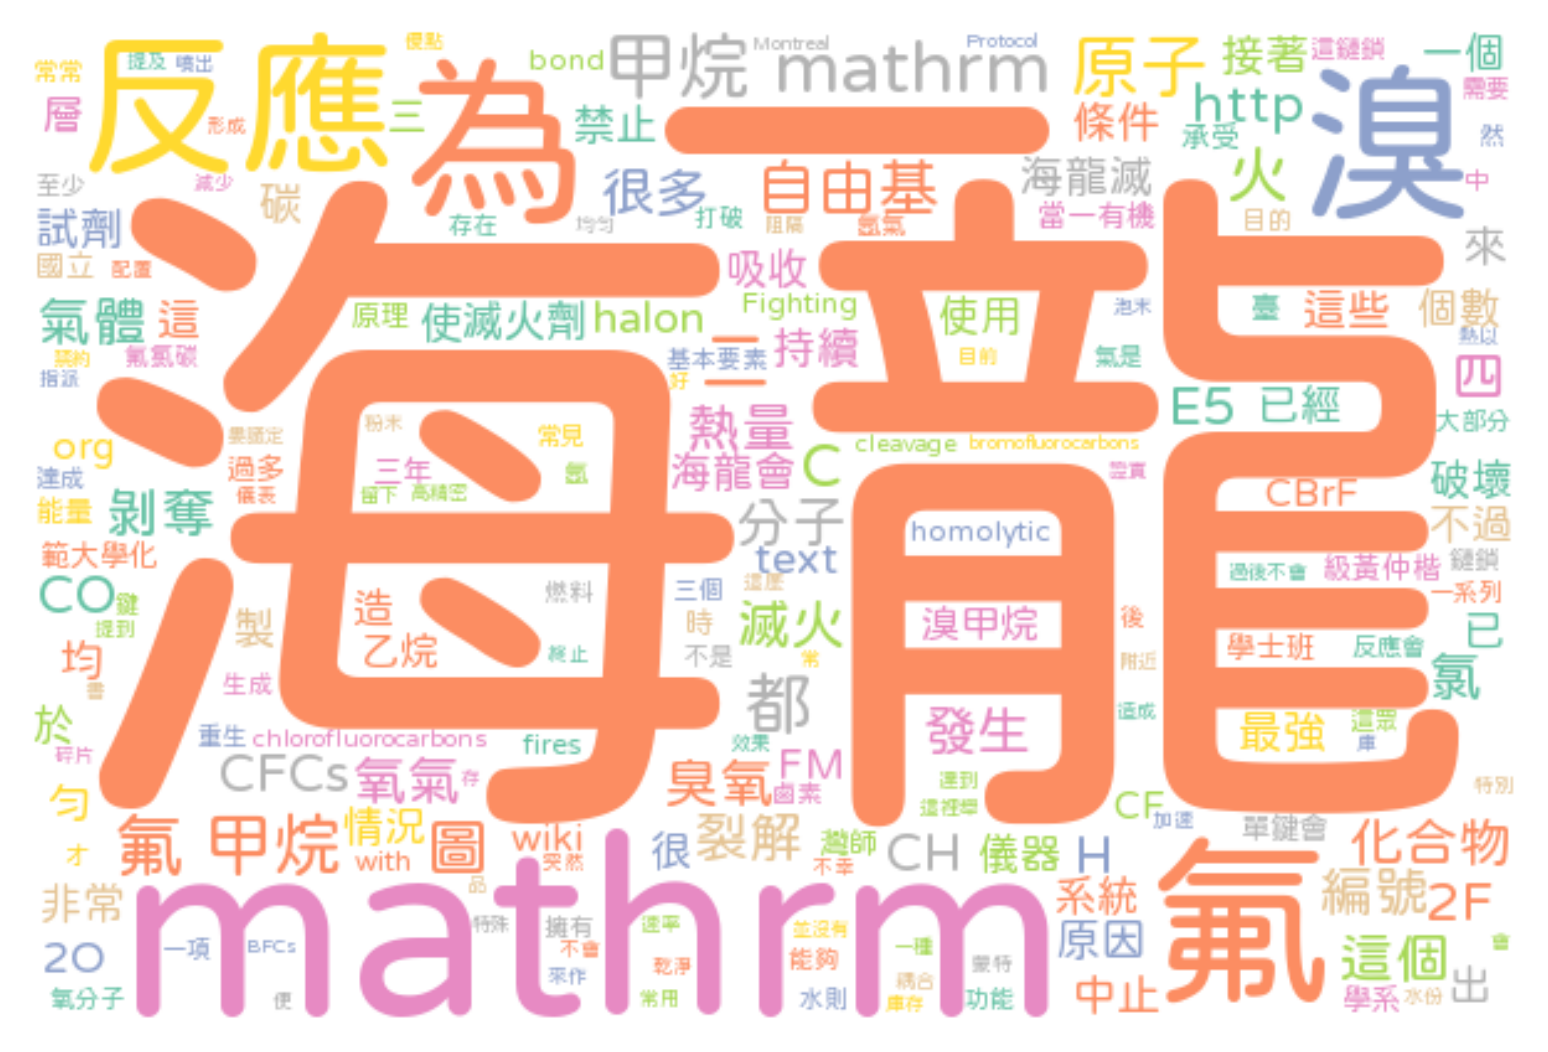 反應 為 一 甲烷 mathrm 原子 接著 這鏈鎖 一個
常常 提及 噴出 優點 bond Montreal Protocol
層 形成 三 禁止 條件 http 承受 溴 需要 然
至少 減少 碳 很多 自由基 海龍滅 火 中
試劑 存在 均勻 打破 阻隔 氫氣 當一有機 目的 來
國立 配置 海龍 吸收
氣體 這 原理 使滅火劑 halon Fighting 使用 泡末 臺 這些 個數
氟氯碳 二 基本要素 持續 目前 氣是 熱以
指派 好 四
粉末 常見 熱量 E5 已經 大部分
org 過多 三年 海龍會 C cleavage bromofluorocarbons 證實 破壞
達成 儀表 留下 高精密 氫 CBrF
能量 剝奪 分子 homolytic 不過
範大學化 text 過後不會 級黃仲楷 鏈鎖
CO 鍵 燃料 三個 這麼 一系列
提到 製 造 時 滅火 溴甲烷 後 已
均 乙烷 終止 不是 常 附近 學士班 反應會 氯
書 生成 都
於 重生 chlorofluorocarbons fires 效果 發生 造成 最強 這眾 庫
碎片 CFCs 氧氣 存 臭氧 FM 鹵素 達到 特別
勻 這裡 CF 加速
才 氟 甲烷 情況 with 圖 wiki 突然 很 裂解 灣師 不幸 CH 儀器 H 單鍵會 化合物
非常 mathrm 品 特殊 擁有 速率 並沒有 系統 氟 編號 2F
2O 一項 BFCs 不會 來作 乾淨 能夠 一種 蒙特 原因 這個 會
氧分子 便 常用 水則 耦合 庫存 功能 中止 學系 水份 出